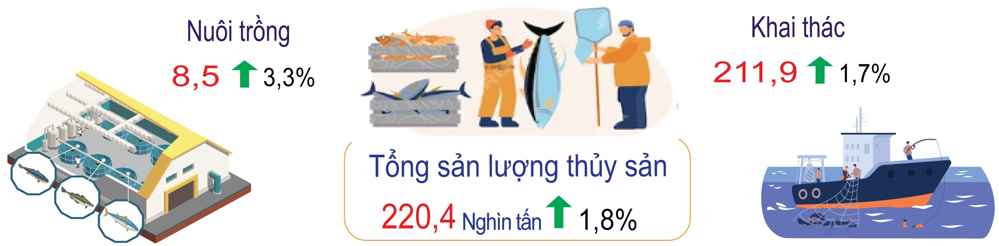 Nuôi trồng
8,5 3,3%
Khai thác
211,9 1,7%
Tổng sản lượng thủy sản
220,4 Nghìn tấn 1,8%